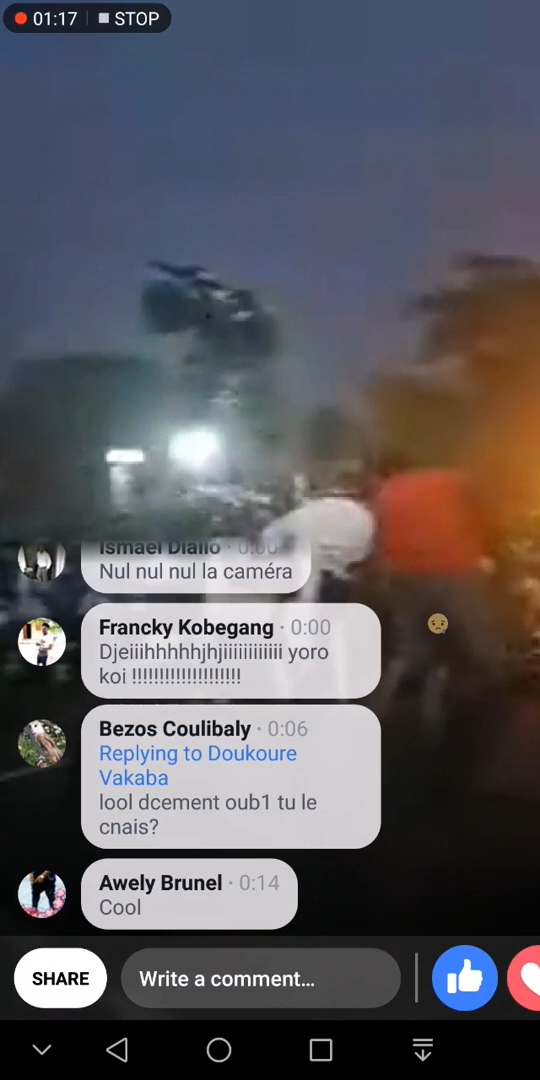 01:17 STOP
Ismael Diallo · 0:00
Nul nul nul la caméra
Francky Kobegang · 0:00
Djeiiihhhhhjhjiiiiiiiiiiii yoro
koi !!!!!!!!!!!!!!!!!!!!
Bezos Coulibaly · 0:06
Replying to Doukoure
Vakaba
lool dcement oub1 tu le
cnais?
Awely Brunel · 0:14
Cool
SHARE
Write a comment...